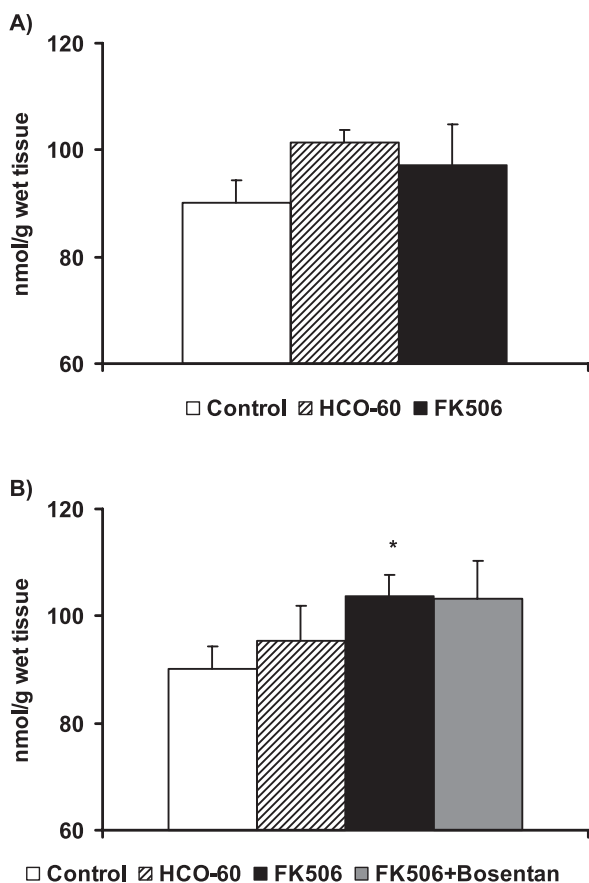 A)
nmol/g wet tissue
120
100
80
60
Control HCO-60 FK506
B)
nmol/g wet tissue
120
*
100
80
60
Control HCO-60 FK506 FK506+Bosentan